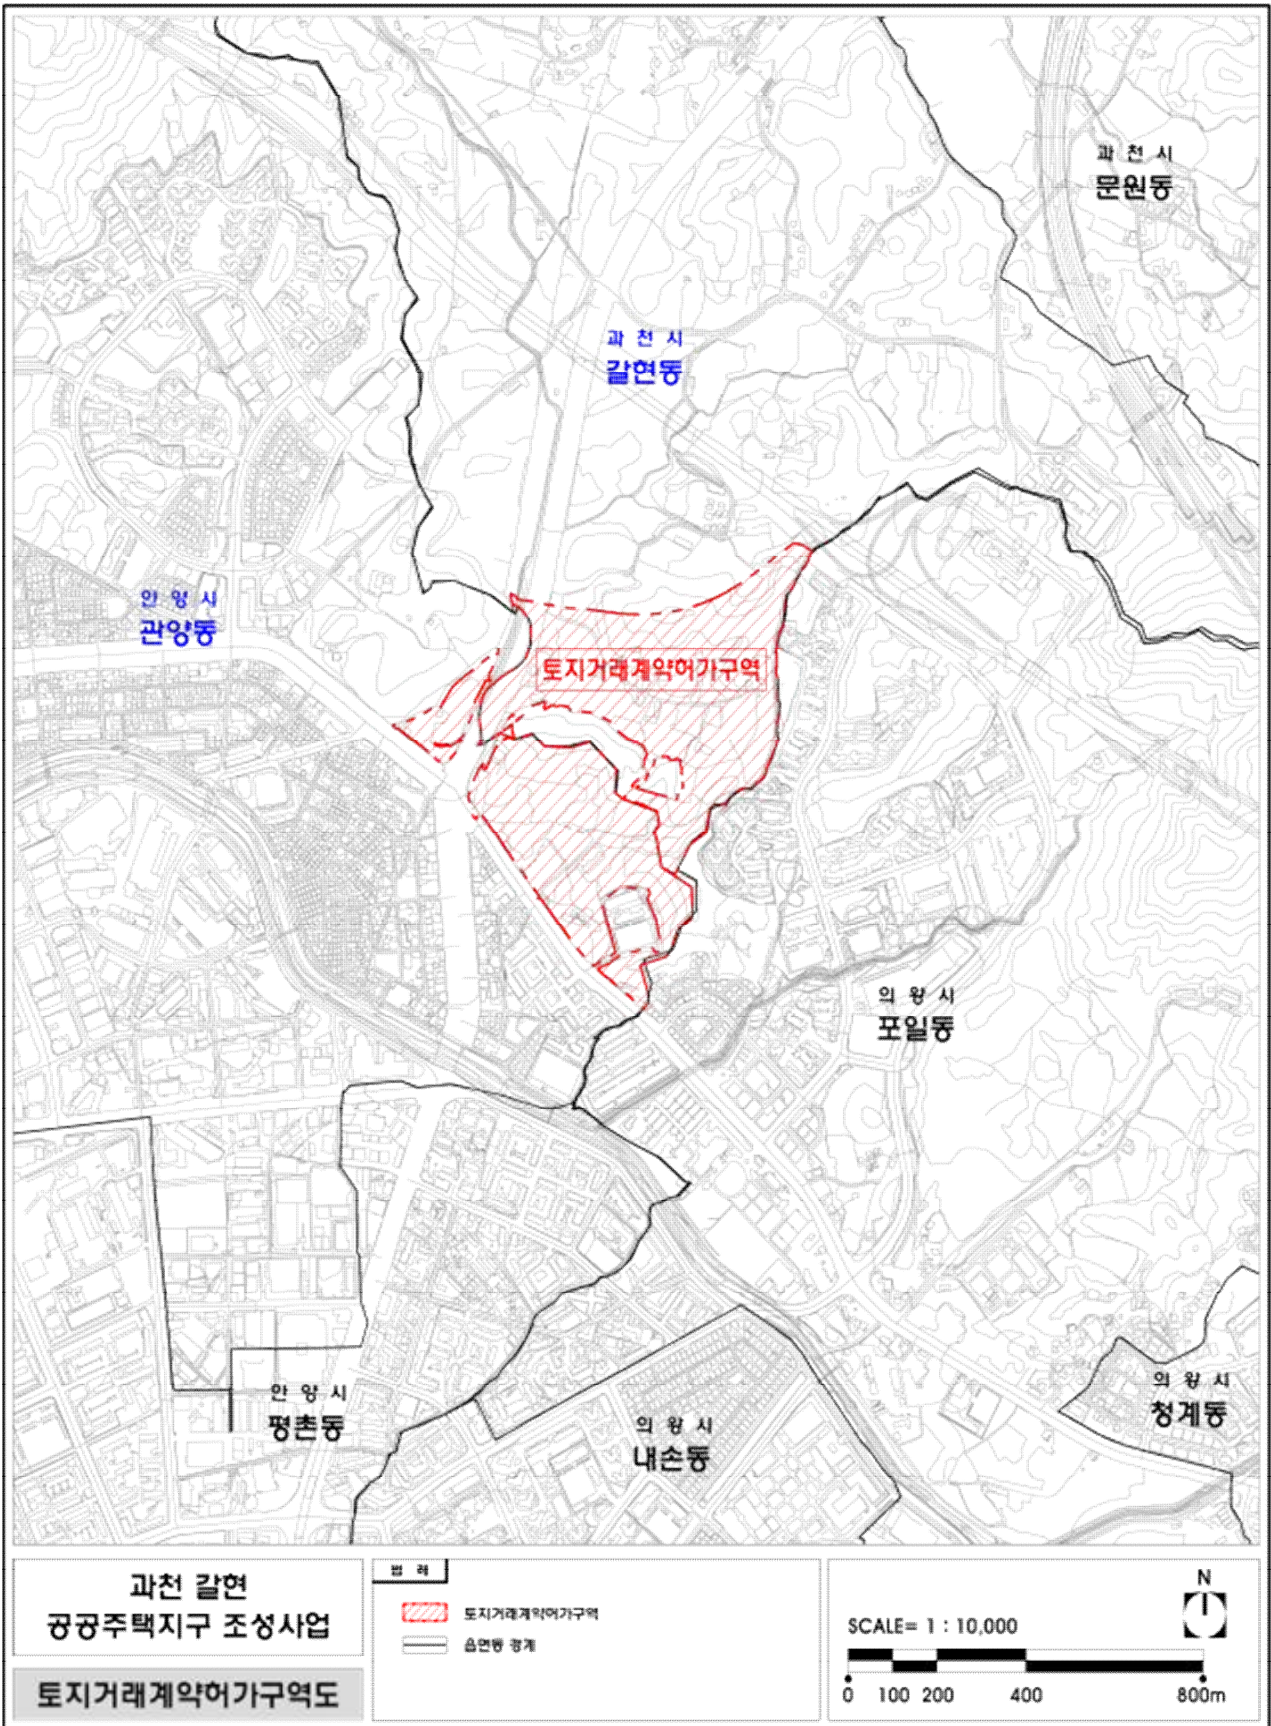 과 천 시
문원동
과 천 시
갈현동
안 양 시
관양동
토지거래계약허가구역
의 왕 시
포일동
의 왕 시
청계동
안 양 시
평촌동
의 왕 시
내손동
과천 갈현
공공주택지구 조성사업
토지거래계약허가구역도
범 례
토지거래계약허가구역
읍면동 경계
N
SCALE= 1 : 10,000
0 100 200 400 800m